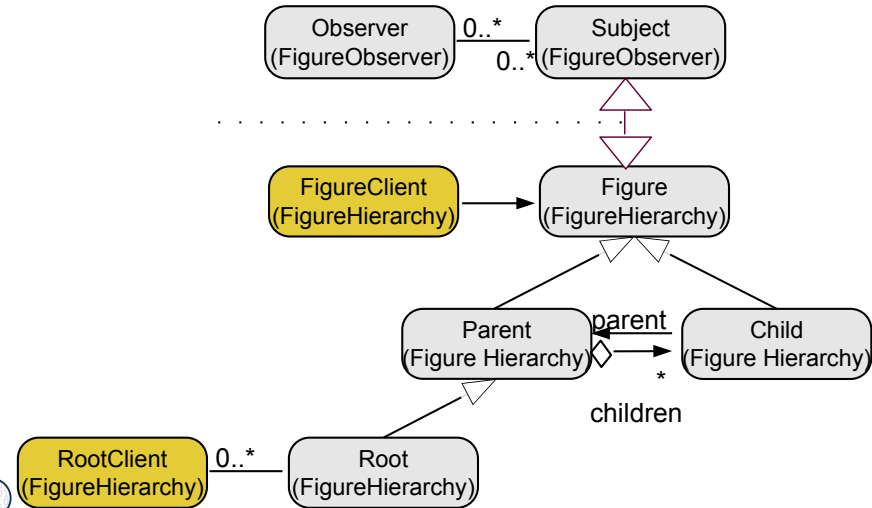 Observer
(FigureObserver)
0..*
0..*
Subject
(FigureObserver)
FigureClient
(FigureHierarchy)
Figure
(FigureHierarchy)
Parent
(Figure Hierarchy)
parent
*
children
Child
(Figure Hierarchy)
RootClient
(FigureHierarchy)
0..*
Root
(FigureHierarchy)